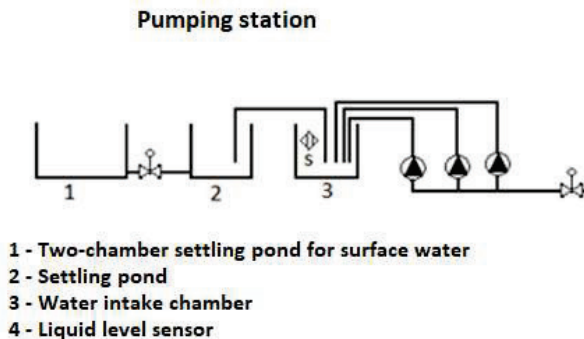 Pumping station
S
1 2 3
1 - Two-chamber settling pond for surface water
2 - Settling pond
3 - Water intake chamber
4 - Liquid level sensor